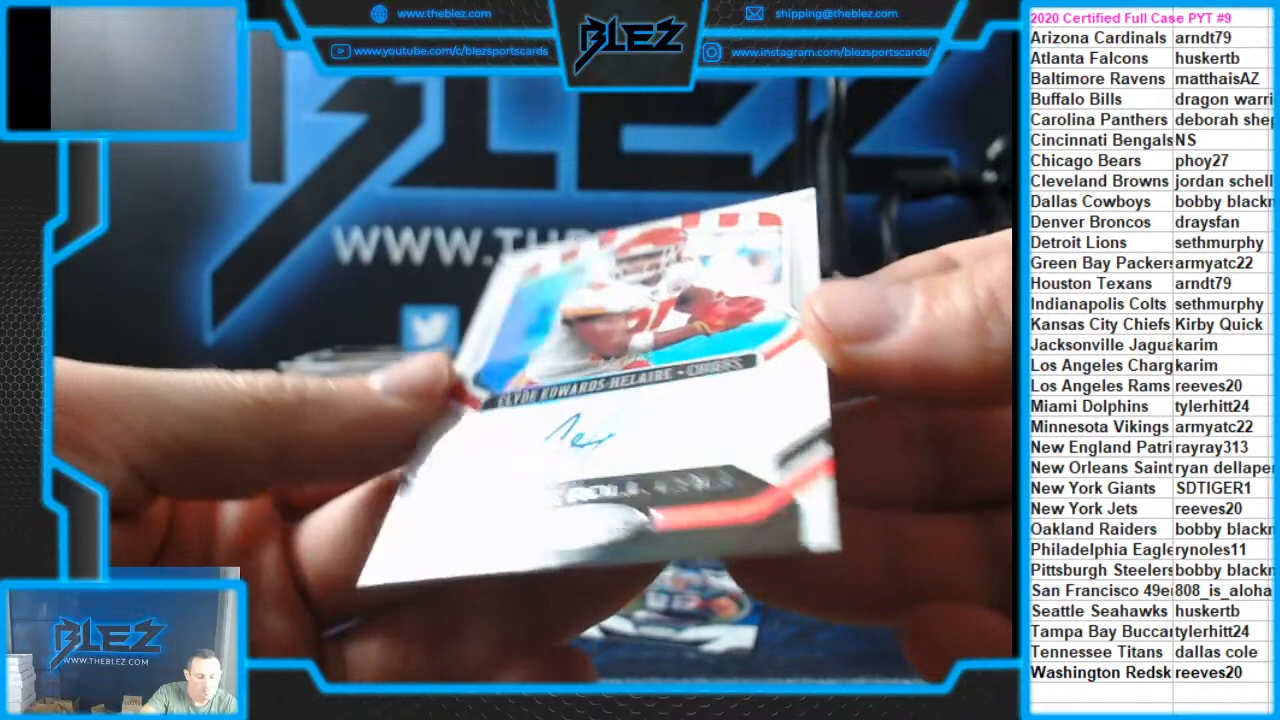 www.theblez.com
www.youtube.com/c/blezsportscards
BLEZ
shipping@theblez.com
www.instagram.com/blezsportscards/
WWW.THE
CLYDE EDWARDS-HELAIRE • CHIEFS
BLEZ
WWW.THEBLEZ.COM
2020 Certified Full Case PYT #9
Arizona Cardinals arndt79
Atlanta Falcons huskertb
Baltimore Ravens matthaisAZ
Buffalo Bills dragon warri
Carolina Panthers deborah shep
Cincinnati Bengals NS
Chicago Bears phoy27
Cleveland Browns jordan schell
Dallas Cowboys bobby blackn
Denver Broncos draysfan
Detroit Lions sethmurphy
Green Bay Packers armyatc22
Houston Texans arndt79
Indianapolis Colts sethmurphy
Kansas City Chiefs Kirby Quick
Jacksonville Jagua karim
Los Angeles Charg karim
Los Angeles Rams reeves20
Miami Dolphins tylerhitt24
Minnesota Vikings armyatc22
New England Patri rayray313
New Orleans Saint ryan dellaper
New York Giants SDTIGER1
New York Jets reeves20
Oakland Raiders bobby blackn
Philadelphia Eagle rynoles11
Pittsburgh Steelers bobby blackn
San Francisco 49er 808_is_aloha
Seattle Seahawks huskertb
Tampa Bay Buccan tylerhitt24
Tennessee Titans dallas cole
Washington Redsk reeves20